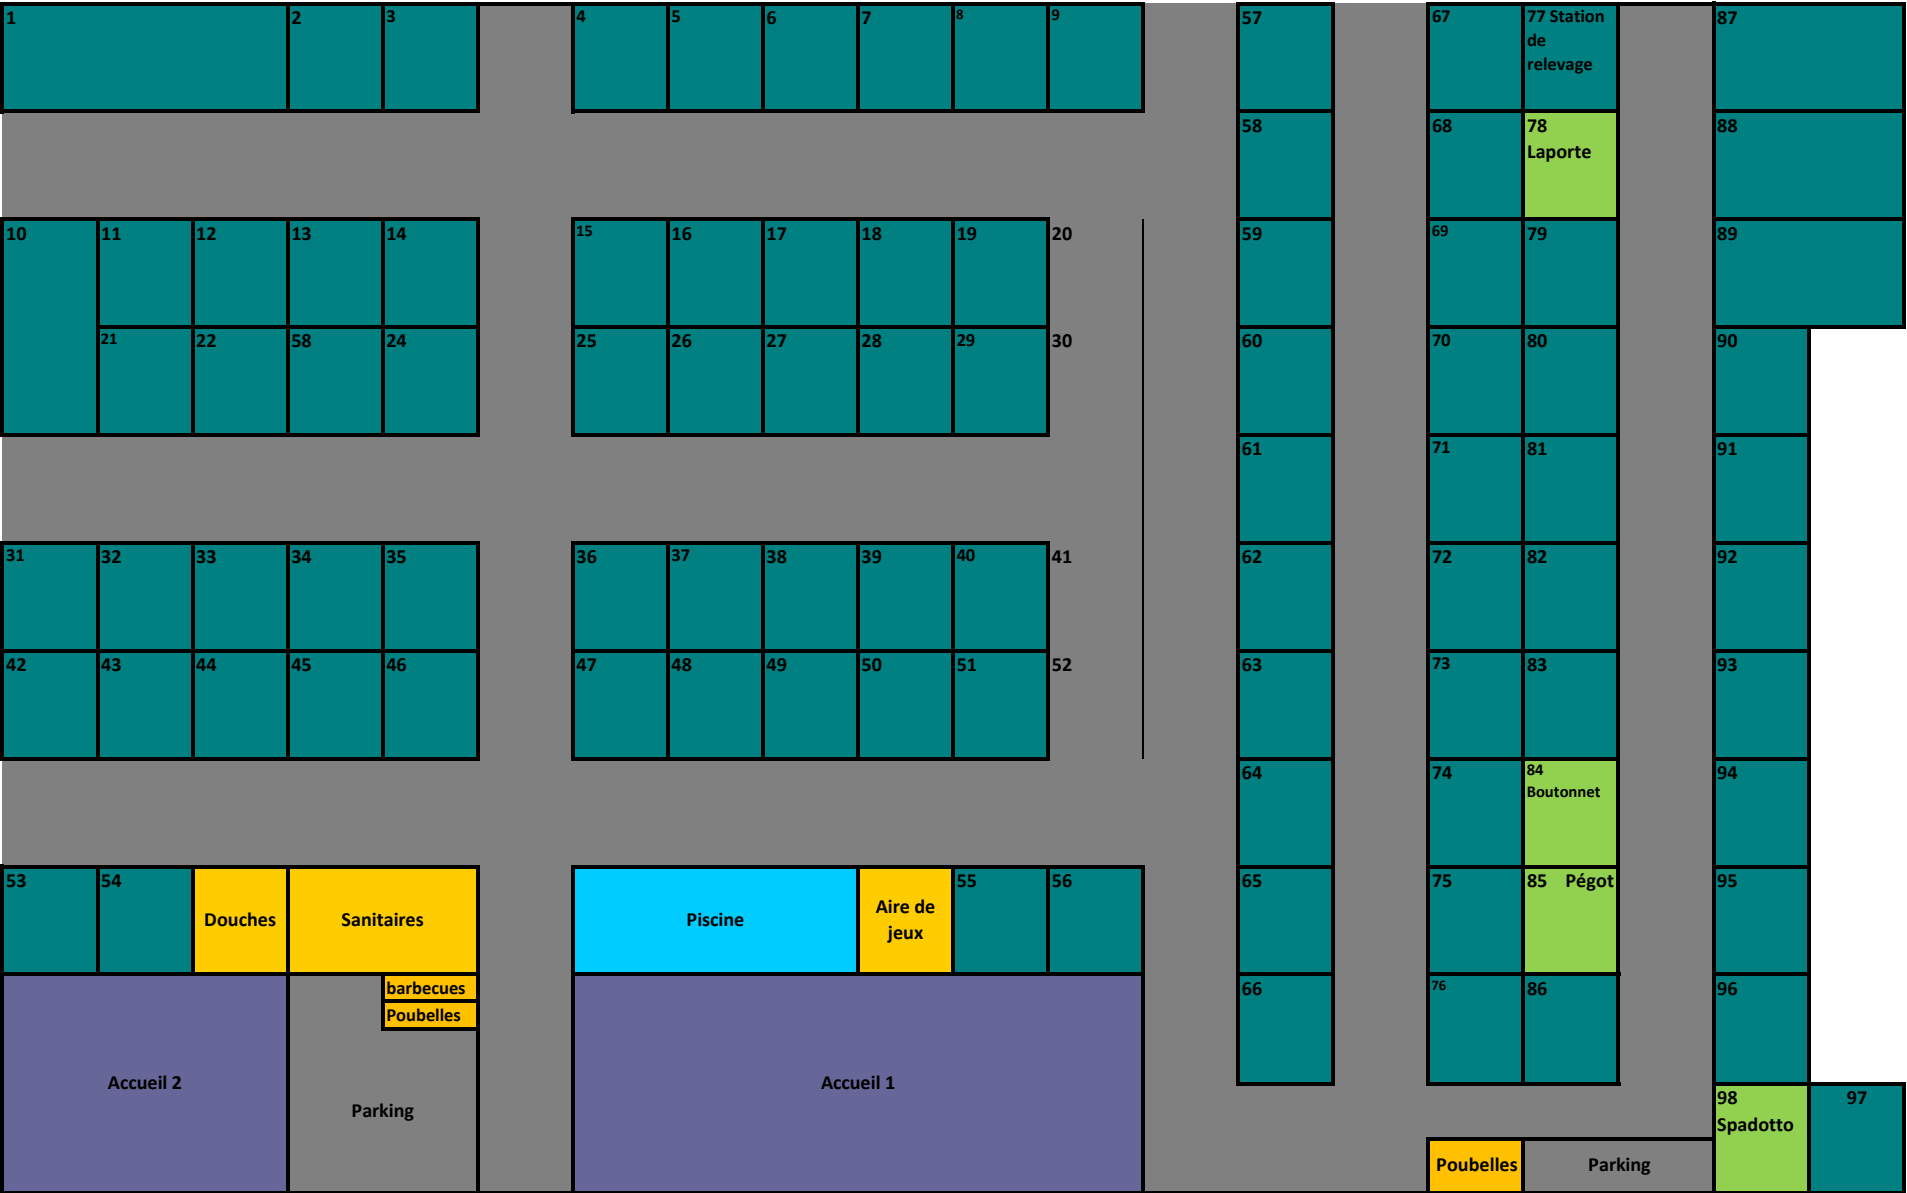 1 2 3 4 5 6 7 8 9 57 67 77 Station
de
relevage
87
58 68 78
Laporte
88
10 11 12 13 14 15 16 17 18 19 20 59 69 79 89
21 22 58 24 25 26 27 28 29 30 60 70 80 90
61 71 81 91
31 32 33 34 35 36 37 38 39 40 41 62 72 82 92
42 43 44 45 46 47 48 49 50 51 52 63 73 83 93
64 74 84
Boutonnet
94
53 54 Douches Sanitaires Piscine Aire de
jeux
55 56 65 75 85 Pégot 95
barbecues
Poubelles
66 76 86 96
Accueil 2 Parking Accueil 1
98
Spadotto
97
Poubelles Parking